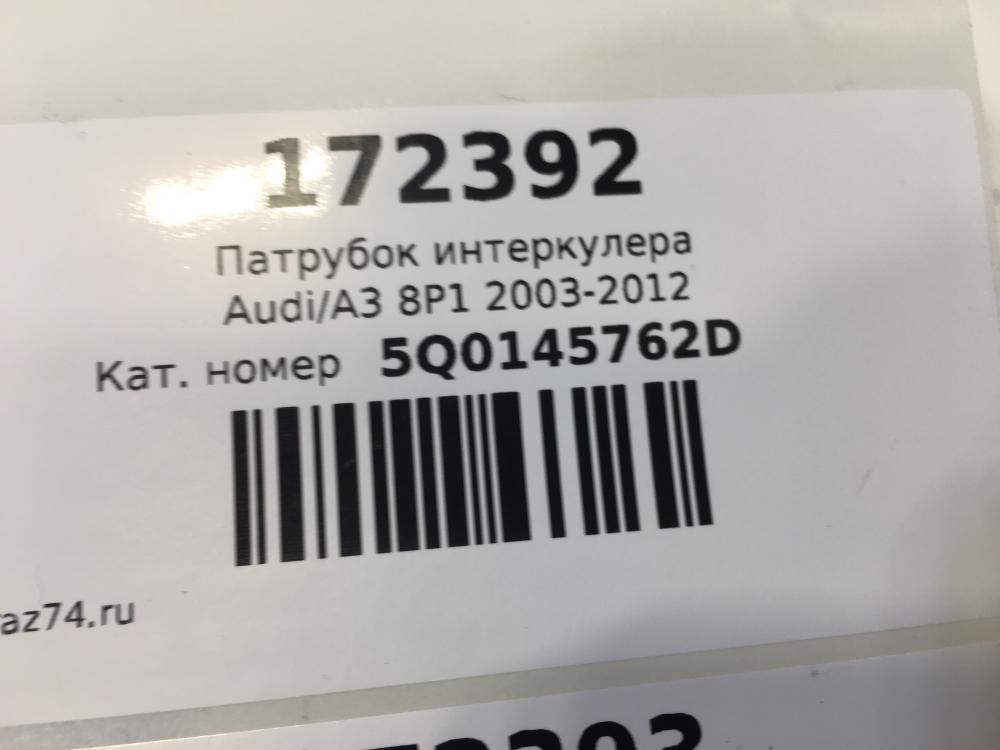 172392
Патрубок интеркулера
Audi/A3 8P1 2003-2012
Кат. номер 5Q0145762D
az74.ru